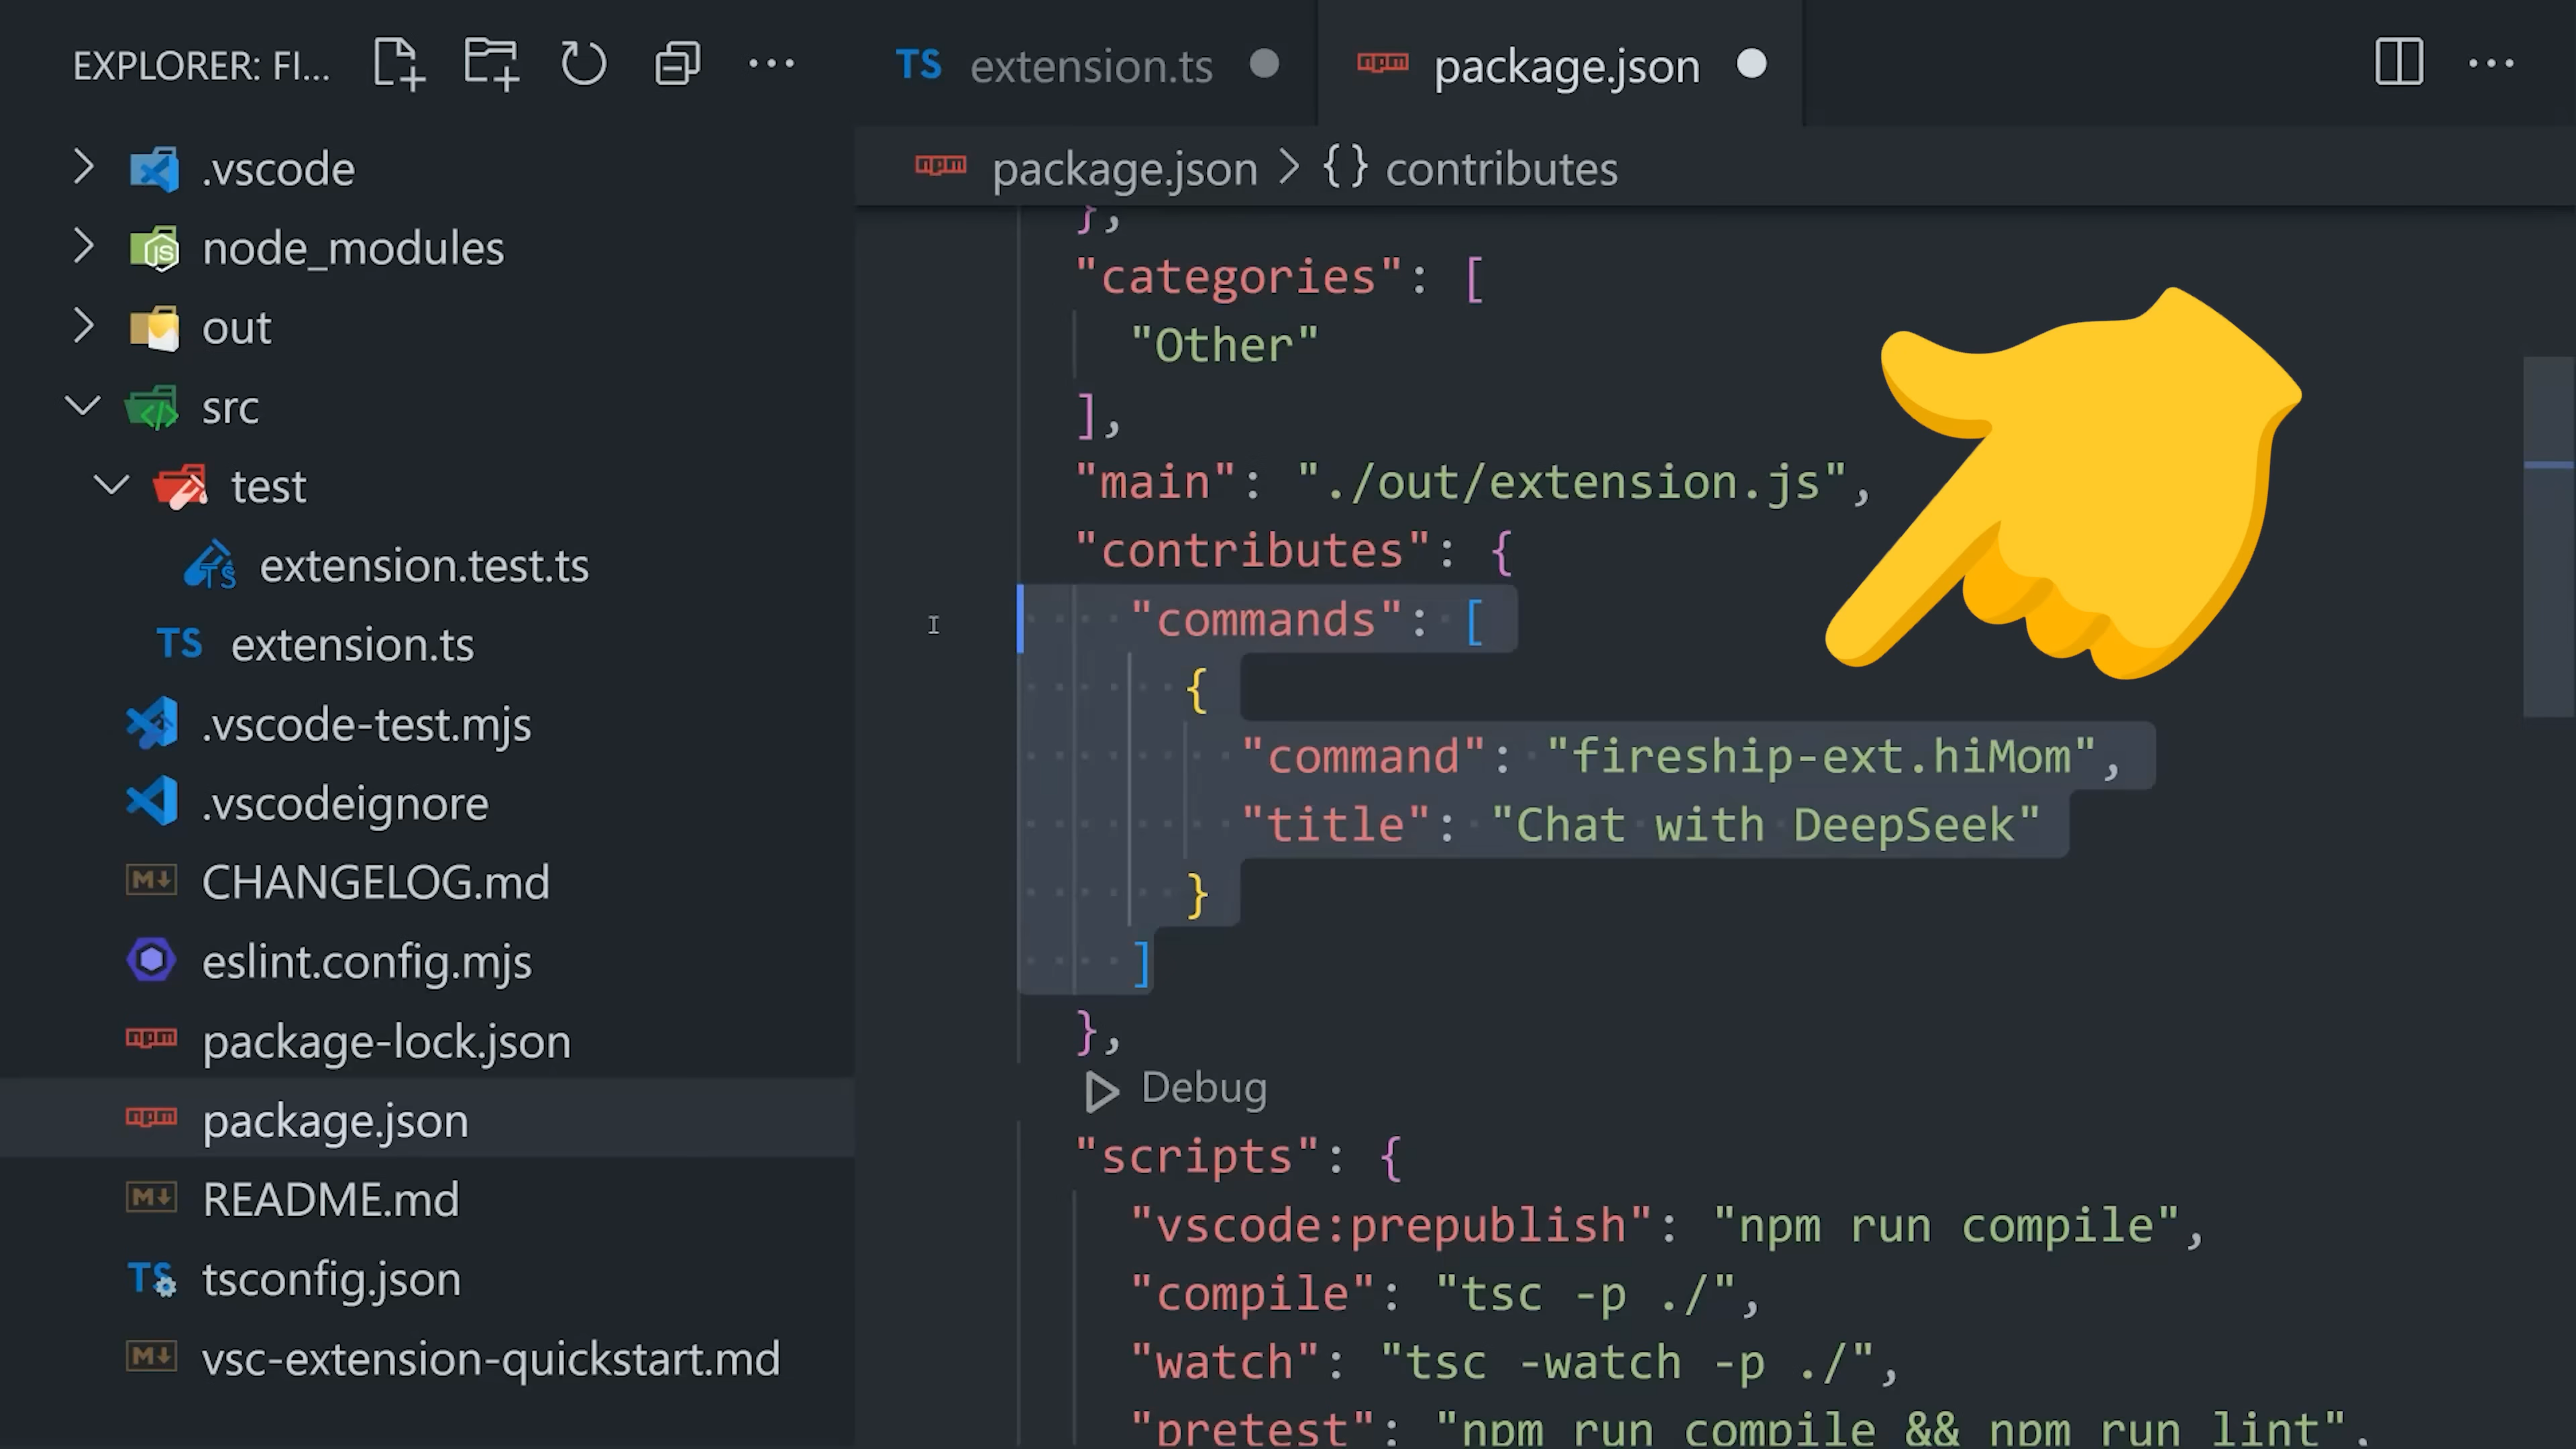 EXPLORER: FI...
.vscode
node_modules
out
src
test
extension.test.ts
TS extension.ts
.vscode-test.mjs
.vscodeignore
CHANGELOG.md
eslint.config.mjs
package-lock.json
package.json
README.md
tsconfig.json
vsc-extension-quickstart.md
TS extension.ts
npm package.json
npm package.json > {} contributes
},
"categories": [
"Other"
],
"main": "./out/extension.js",
"contributes": {
"commands": [
{
"command": "fireship-ext.hiMom",
"title": "Chat with DeepSeek"
}
]
},
Debug
"scripts": {
"vscode:prepublish": "npm run compile",
"compile": "tsc -p ./",
"watch": "tsc -watch -p ./",
"pretest": "npm run compile && npm run lint",